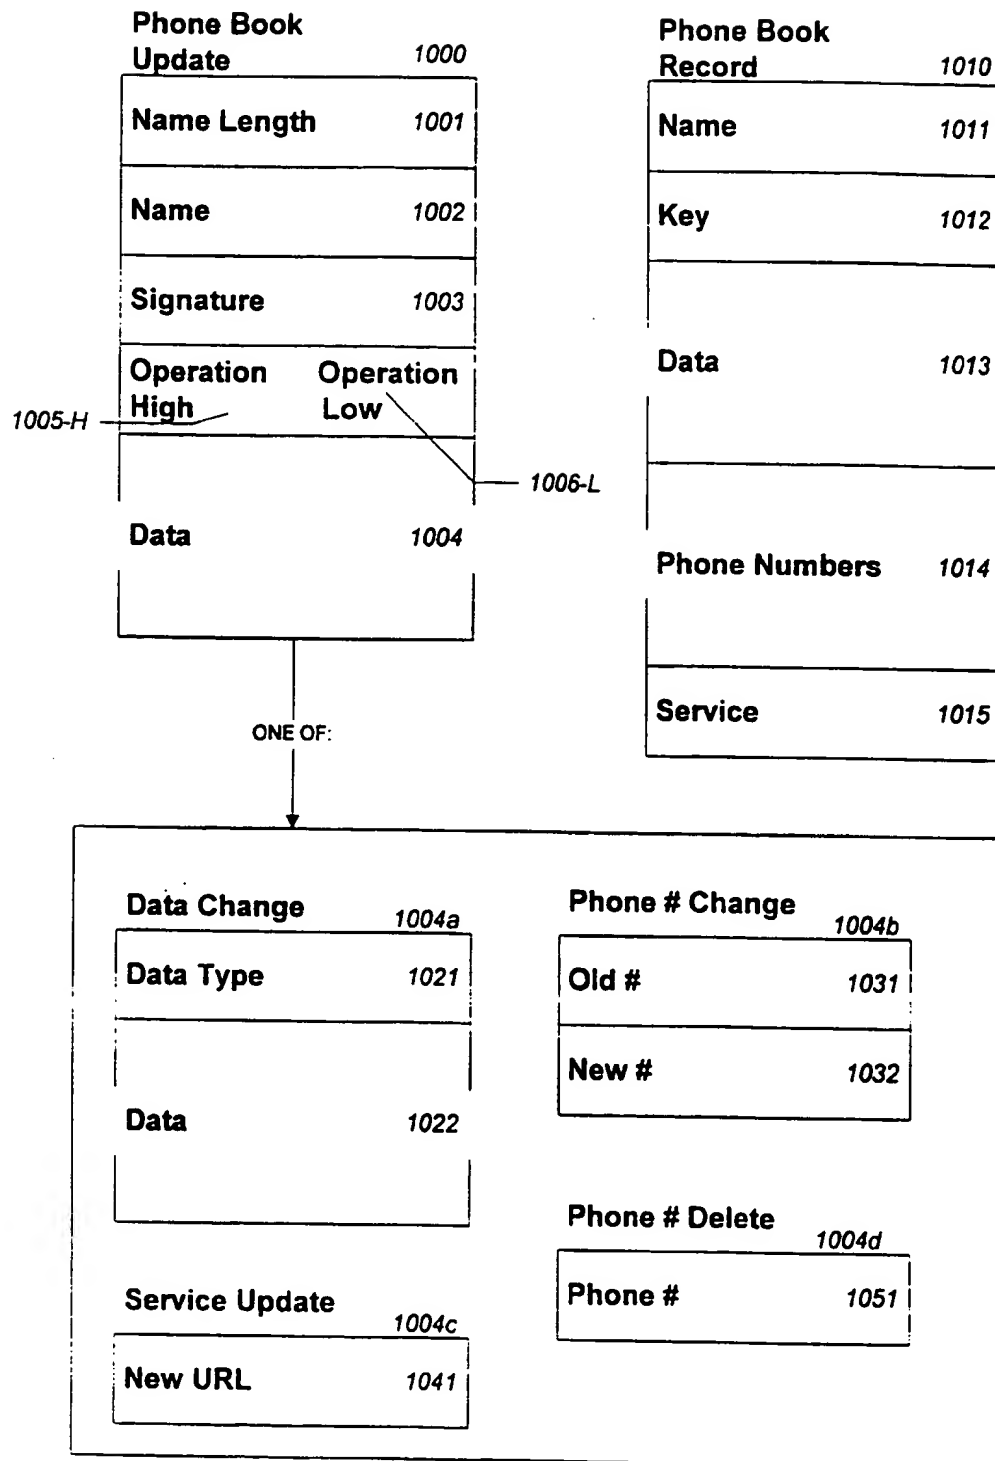 Phone Book
Update 1000
Name Length 1001
Name 1002
Signature 1003
Operation High Operation Low
1005-H
1006-L
Data 1004
ONE OF:
Phone Book
Record 1010
Name 1011
Key 1012
Data 1013
Phone Numbers 1014
Service 1015
Data Change 1004a
Data Type 1021
Data 1022
Phone # Change 1004b
Old # 1031
New # 1032
Service Update 1004c
New URL 1041
Phone # Delete 1004d
Phone # 1051